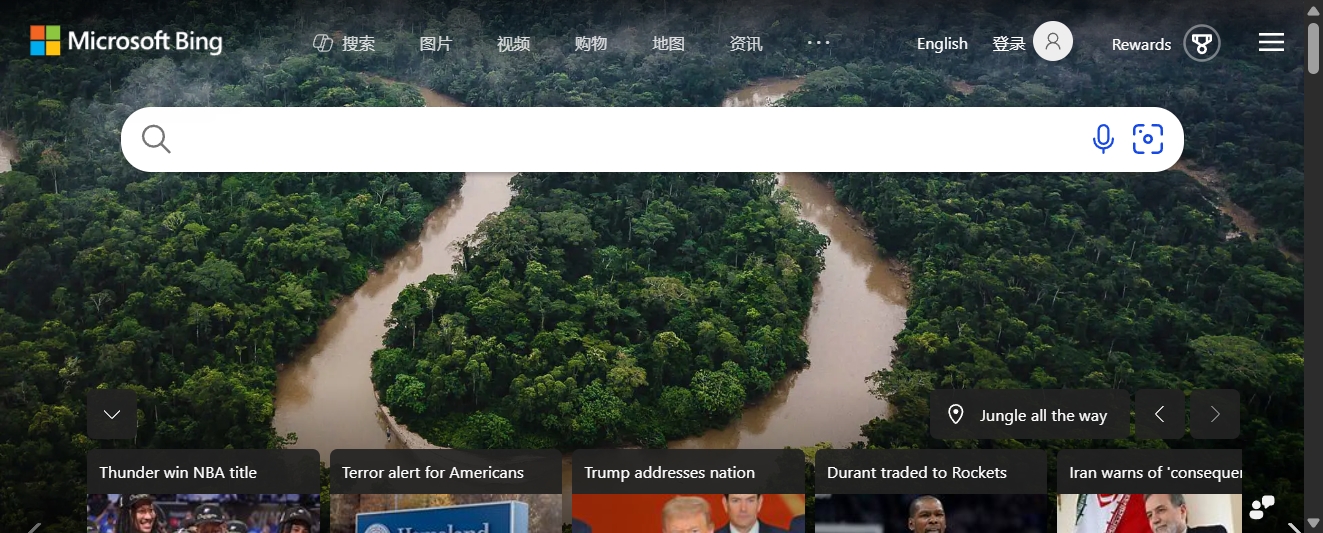 Microsoft Bing
搜索
图片
视频
购物
地图
资讯
English
登录
Rewards
Jungle all the way
Thunder win NBA title
Terror alert for Americans
Trump addresses nation
Durant traded to Rockets
Iran warns of 'consequen
Homeland